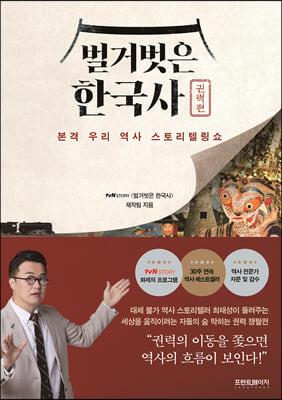 벌거벗은
한국사
권력편
본격 우리 역사 스토리텔링쇼
tvN STORY 〈벌거벗은 한국사〉
제작팀 지음
tvN STORY
화제의 프로그램
30주 연속
역사 베스트셀러
역사 전문가
자문 및 감수
대체 불가 역사 스토리텔러 최태성이 들려주는
세상을 움직이려는 자들의 숨 막히는 권력 쟁탈전
“권력의 이동을 쫓으면
역사의 흐름이 보인다!”
프런트페이지